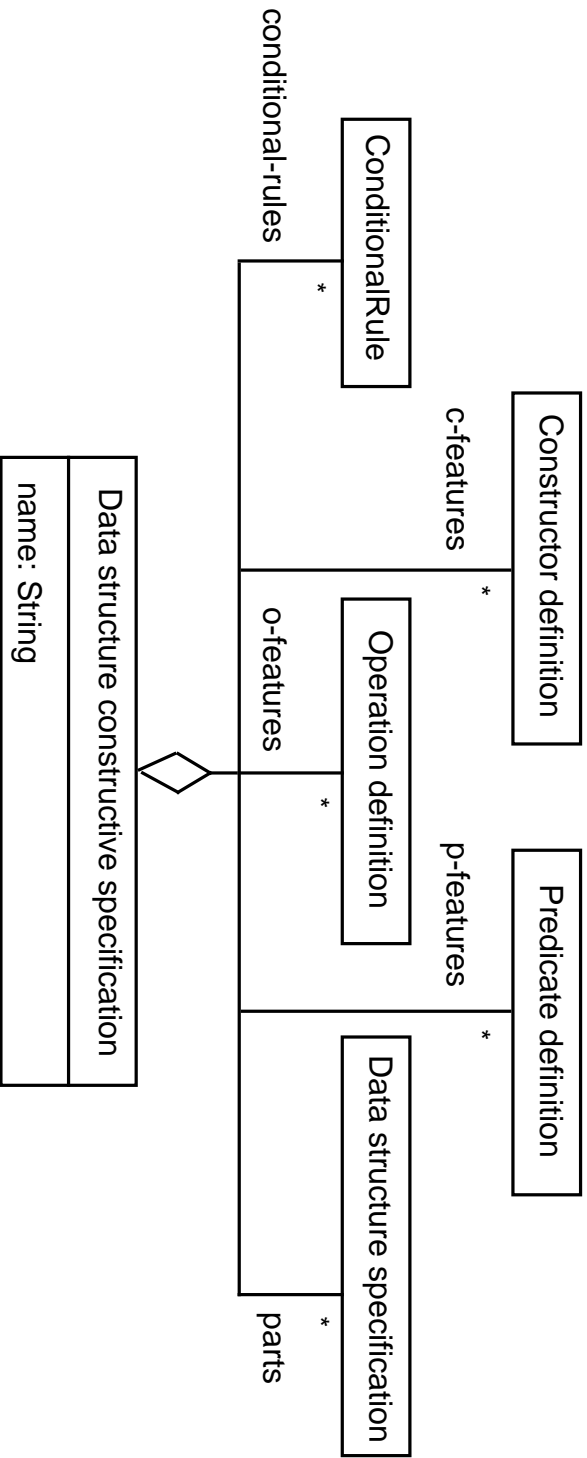 Constructor definition
Predicate definition
c-features
*
p-features
*
ConditionalRule
Operation definition
Data structure specification
conditional-rules
*
o-features
*
*
parts
Data structure constructive specification
name: String